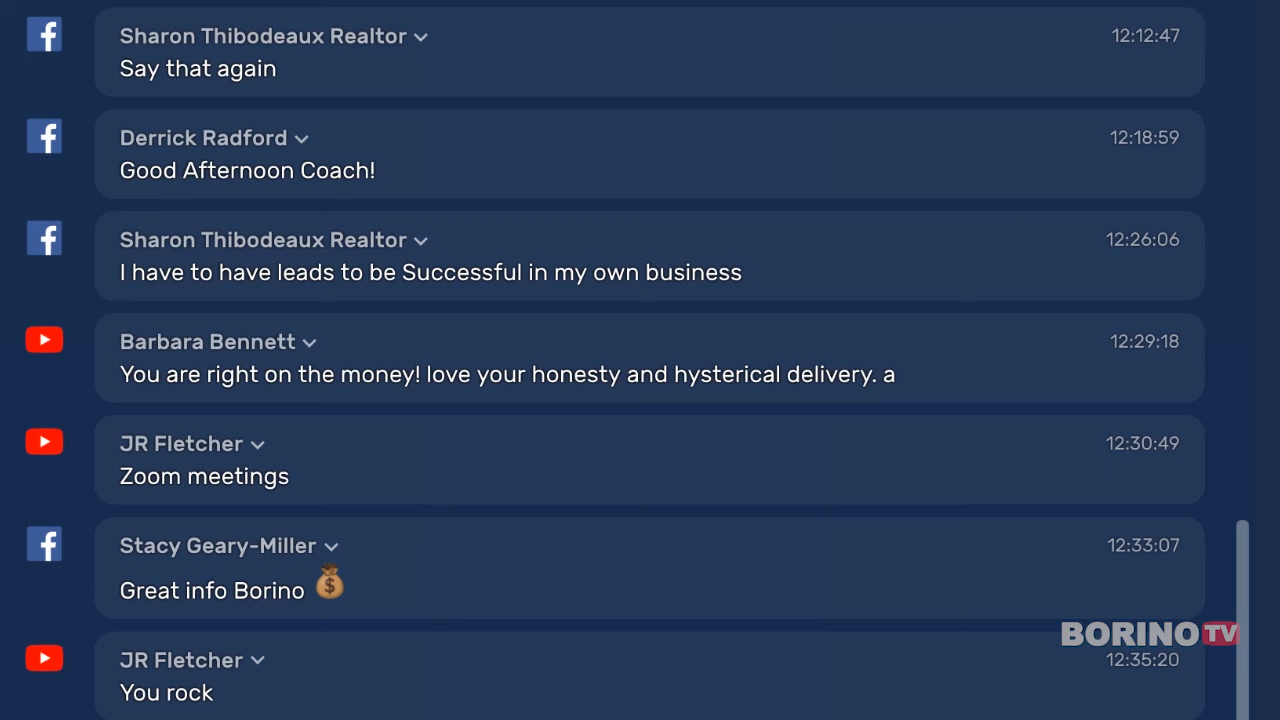 Sharon Thibodeaux Realtor 12:12:47
Say that again
Derrick Radford 12:18:59
Good Afternoon Coach!
Sharon Thibodeaux Realtor 12:26:06
I have to have leads to be Successful in my own business
Barbara Bennett 12:29:18
You are right on the money! love your honesty and hysterical delivery. a
JR Fletcher 12:30:49
Zoom meetings
Stacy Geary-Miller 12:33:07
Great info Borino
BORINO TV
JR Fletcher 12:35:20
You rock